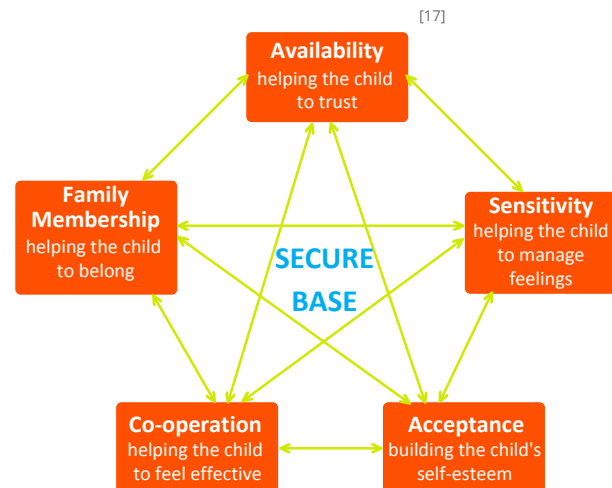 [17]
Availability
helping the child
to trust
Family
Membership
helping the child
to belong
Sensitivity
helping the child
to manage
feelings
SECURE
BASE
Co-operation
helping the child
to feel effective
Acceptance
building the child's
self-esteem